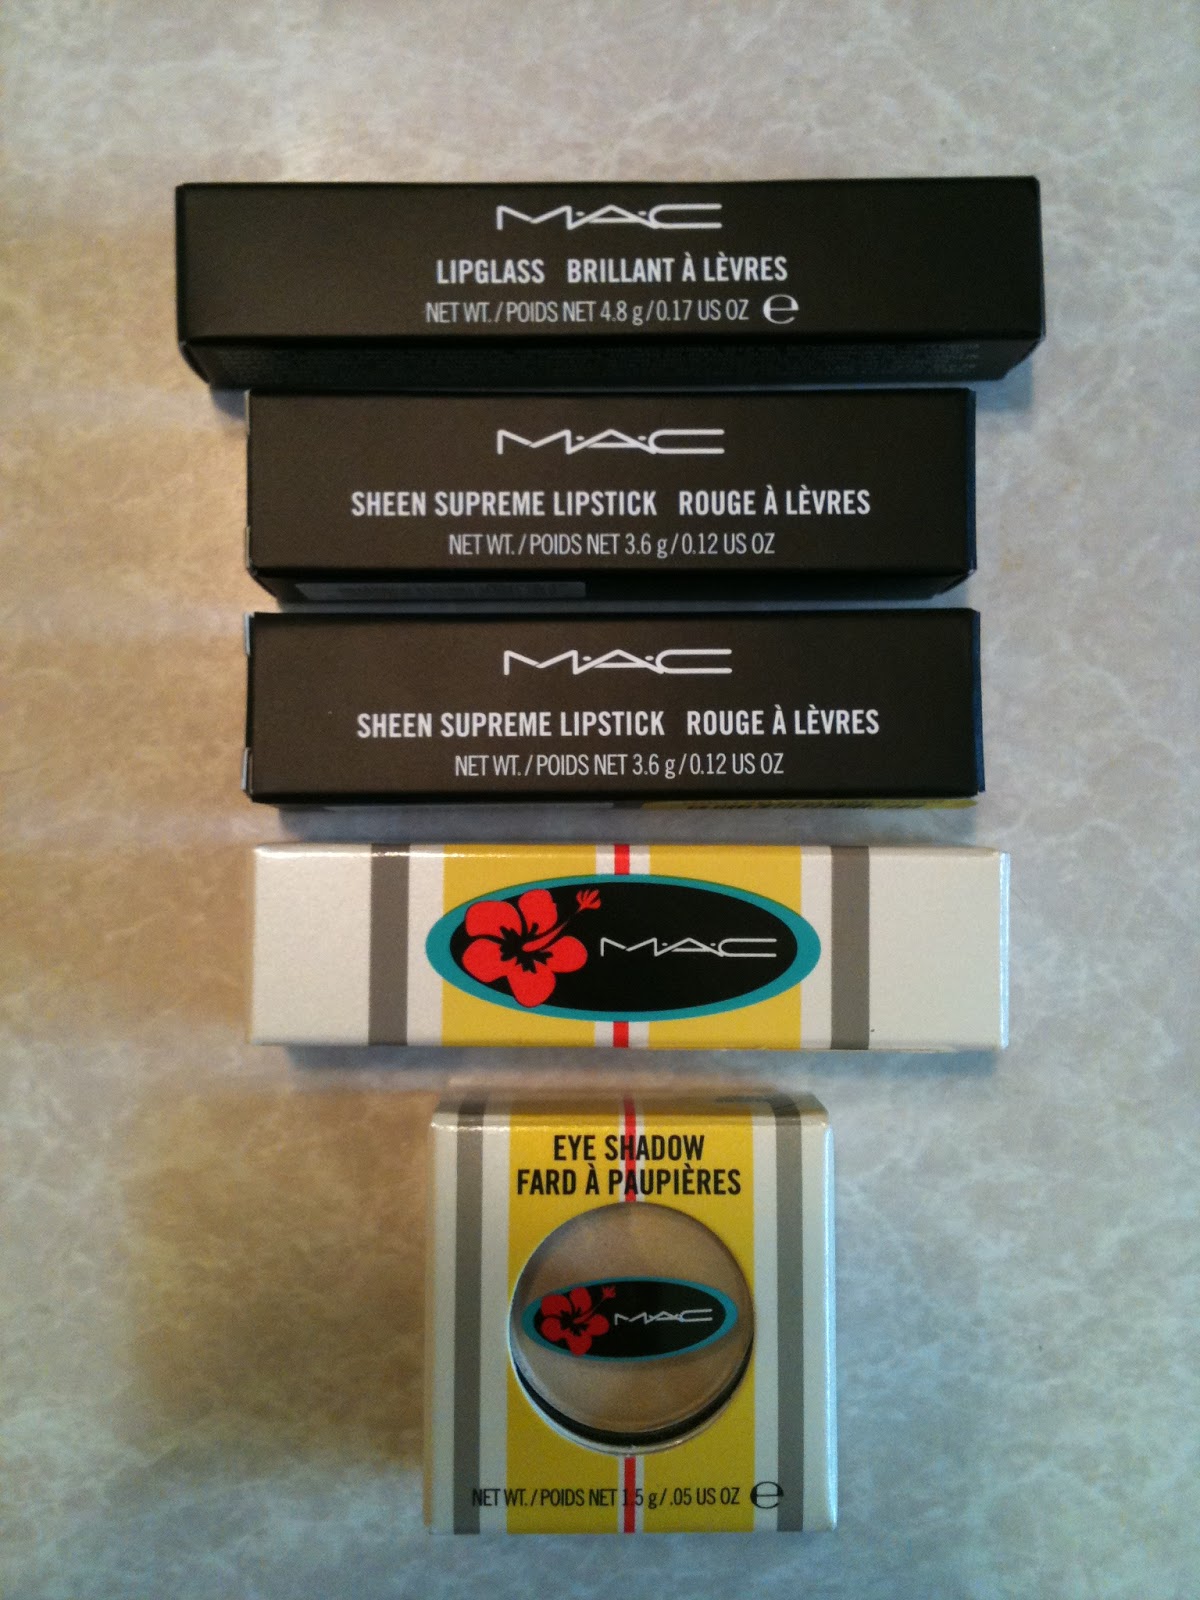 M·A·C
LIPGLASS BRILLANT À LÈVRES
NET WT. / POIDS NET 4.8 g / 0.17 US OZ ℮
M·A·C
SHEEN SUPREME LIPSTICK ROUGE À LÈVRES
NET WT. / POIDS NET 3.6 g / 0.12 US OZ
M·A·C
SHEEN SUPREME LIPSTICK ROUGE À LÈVRES
NET WT. / POIDS NET 3.6 g / 0.12 US OZ
M·A·C
EYE SHADOW
FARD À PAUPIÈRES
M·A·C
NET WT. / POIDS NET 1.5 g / .05 US OZ ℮